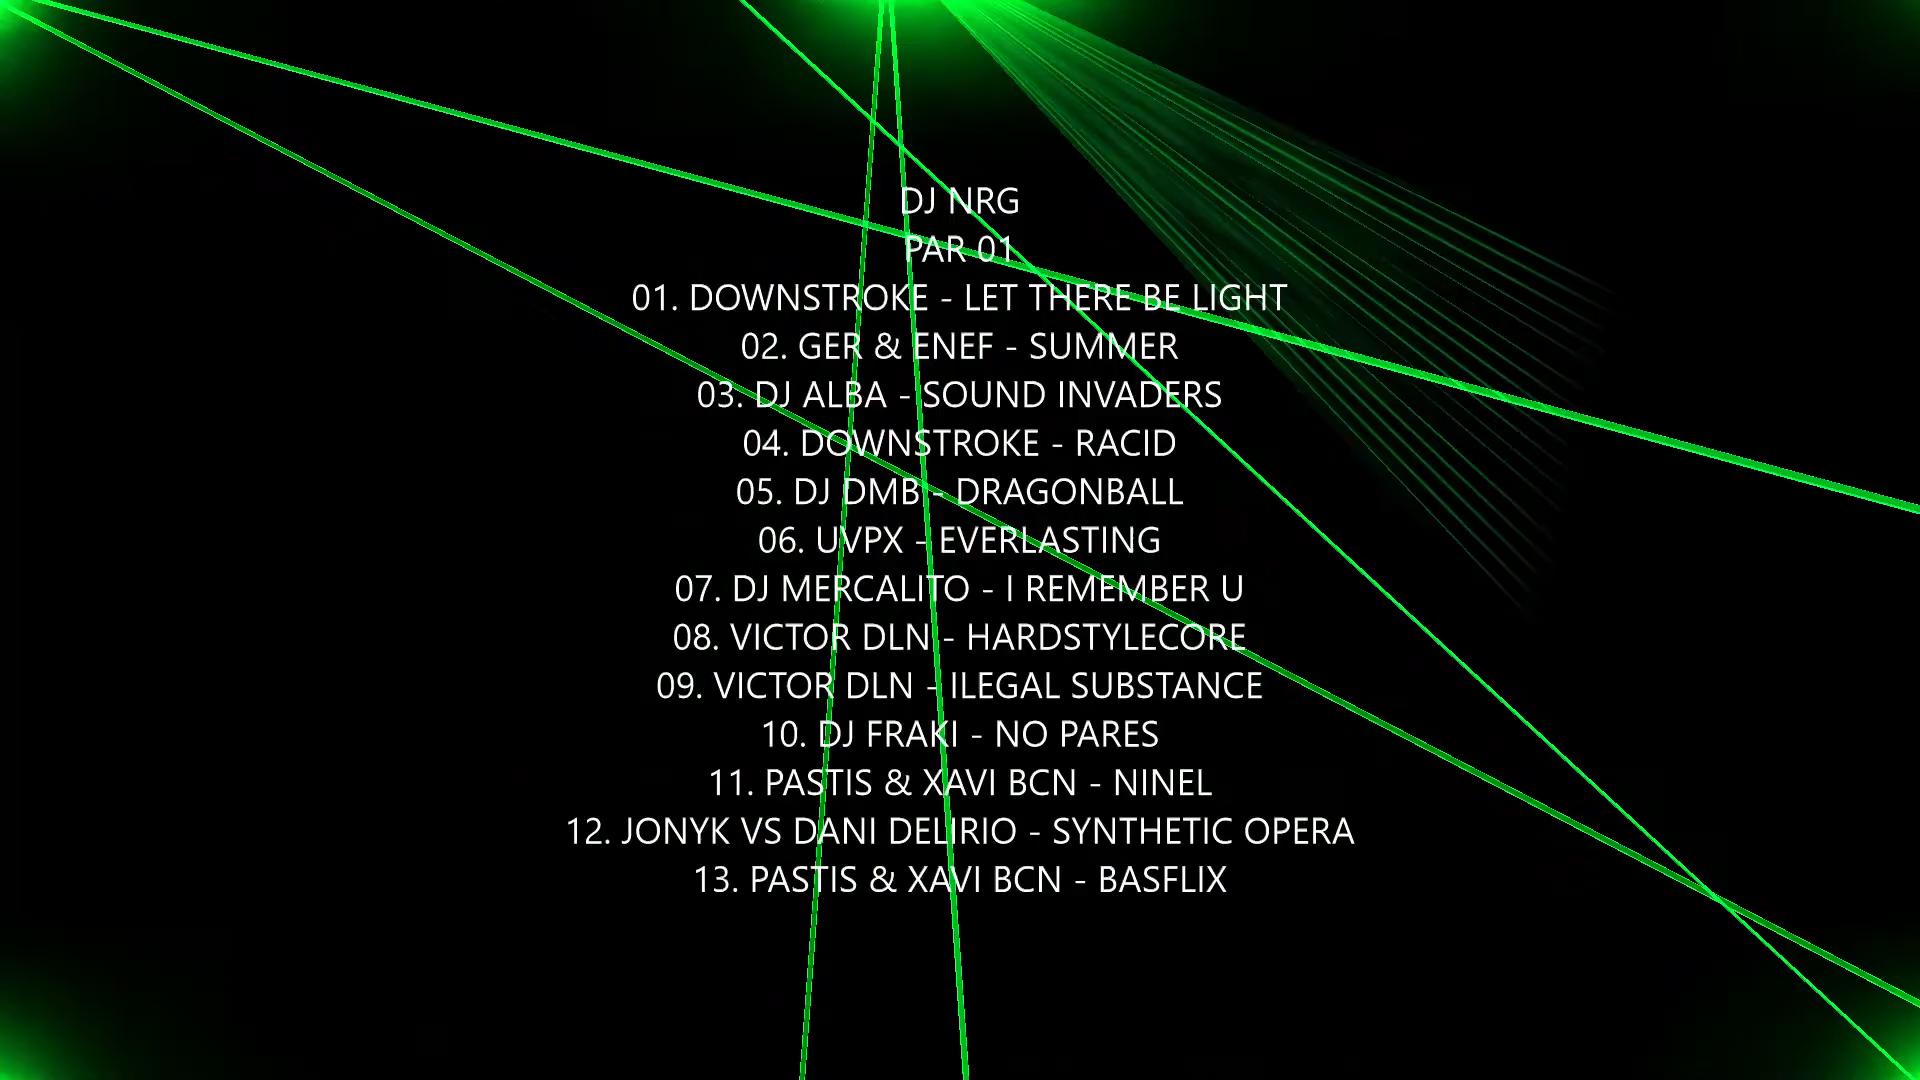 DJ NRG
PAR 01
01. DOWNSTROKE - LET THERE BE LIGHT
02. GER & ENEF - SUMMER
03. DJ ALBA - SOUND INVADERS
04. DOWNSTROKE - RACID
05. DJ DMB - DRAGONBALL
06. UVPX - EVERLASTING
07. DJ MERCALITO - I REMEMBER U
08. VICTOR DLN - HARDSTYLECORE
09. VICTOR DLN - ILEGAL SUBSTANCE
10. DJ FRAKI - NO PARES
11. PASTIS & XAVI BCN - NINEL
12. JONYK VS DANI DELIRIO - SYNTHETIC OPERA
13. PASTIS & XAVI BCN - BASFLIX